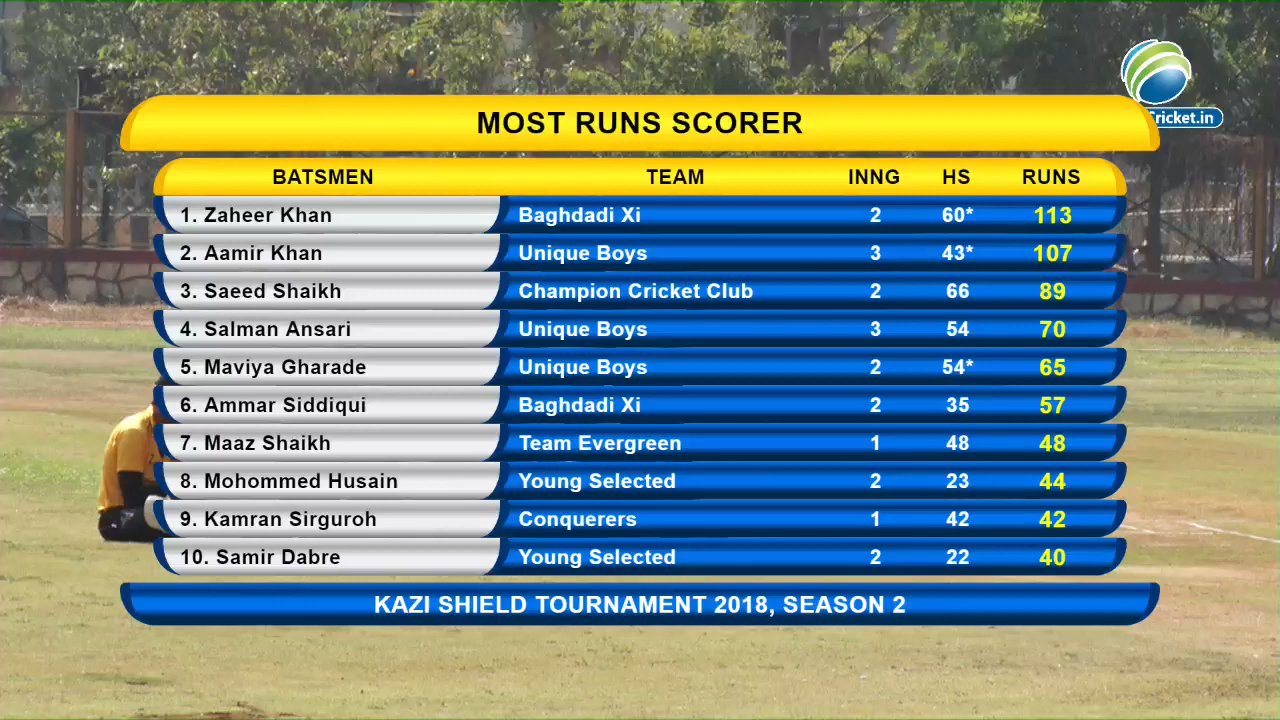 Cricket.in
MOST RUNS SCORER
BATSMEN TEAM INNG HS RUNS
1. Zaheer Khan Baghdadi Xi 2 60* 113
2. Aamir Khan Unique Boys 3 43* 107
3. Saeed Shaikh Champion Cricket Club 2 66 89
4. Salman Ansari Unique Boys 3 54 70
5. Maviya Gharade Unique Boys 2 54* 65
6. Ammar Siddiqui Baghdadi Xi 2 35 57
7. Maaz Shaikh Team Evergreen 1 48 48
8. Mohommed Husain Young Selected 2 23 44
9. Kamran Sirguroh Conquerers 1 42 42
10. Samir Dabre Young Selected 2 22 40
KAZI SHIELD TOURNAMENT 2018, SEASON 2